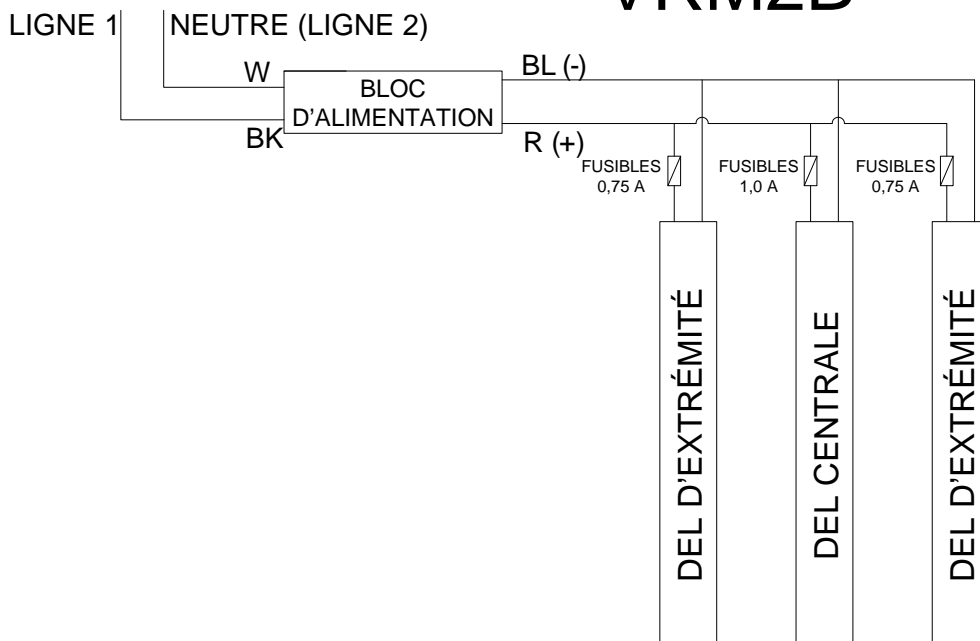 VRMZD
LIGNE 1
NEUTRE (LIGNE 2)
W
BLOC
D'ALIMENTATION
BK
BL (-)
R (+)
FUSIBLES
0,75 A
FUSIBLES
1,0 A
FUSIBLES
0,75 A
DEL D'EXTRÉMITÉ
DEL CENTRALE
DEL D'EXTRÉMITÉ